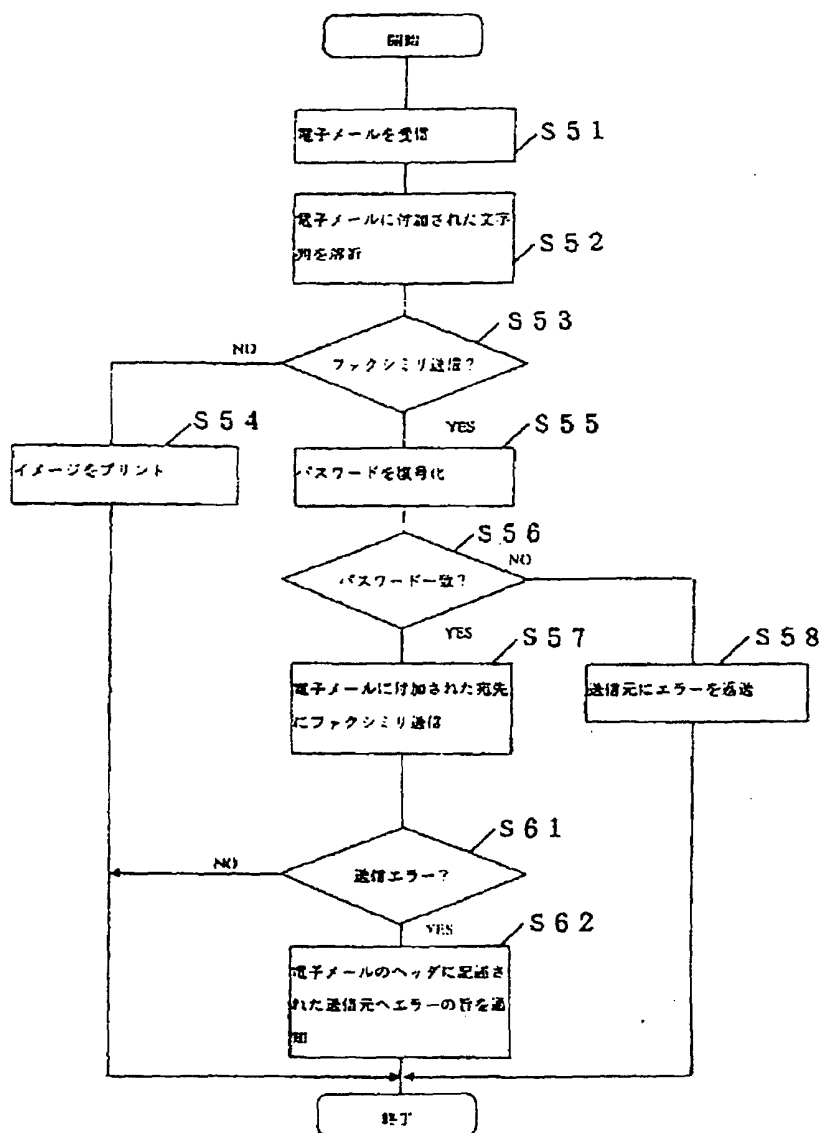 開始
電子メールを受信
S51
電子メールに付加された文字
列を解析
S52
S53
NO
ファクシミリ送信?
YES
S54
イメージをプリント
S55
パスワードを復号化
S56
NO
パスワード一致?
YES
S57
電子メールに付加された宛先
にファクシミリ送信
S58
送信元にエラーを返送
S61
NO
送信エラー?
YES
S62
電子メールのヘッダに記述さ
れた送信元へエラーの旨を通
知
終了